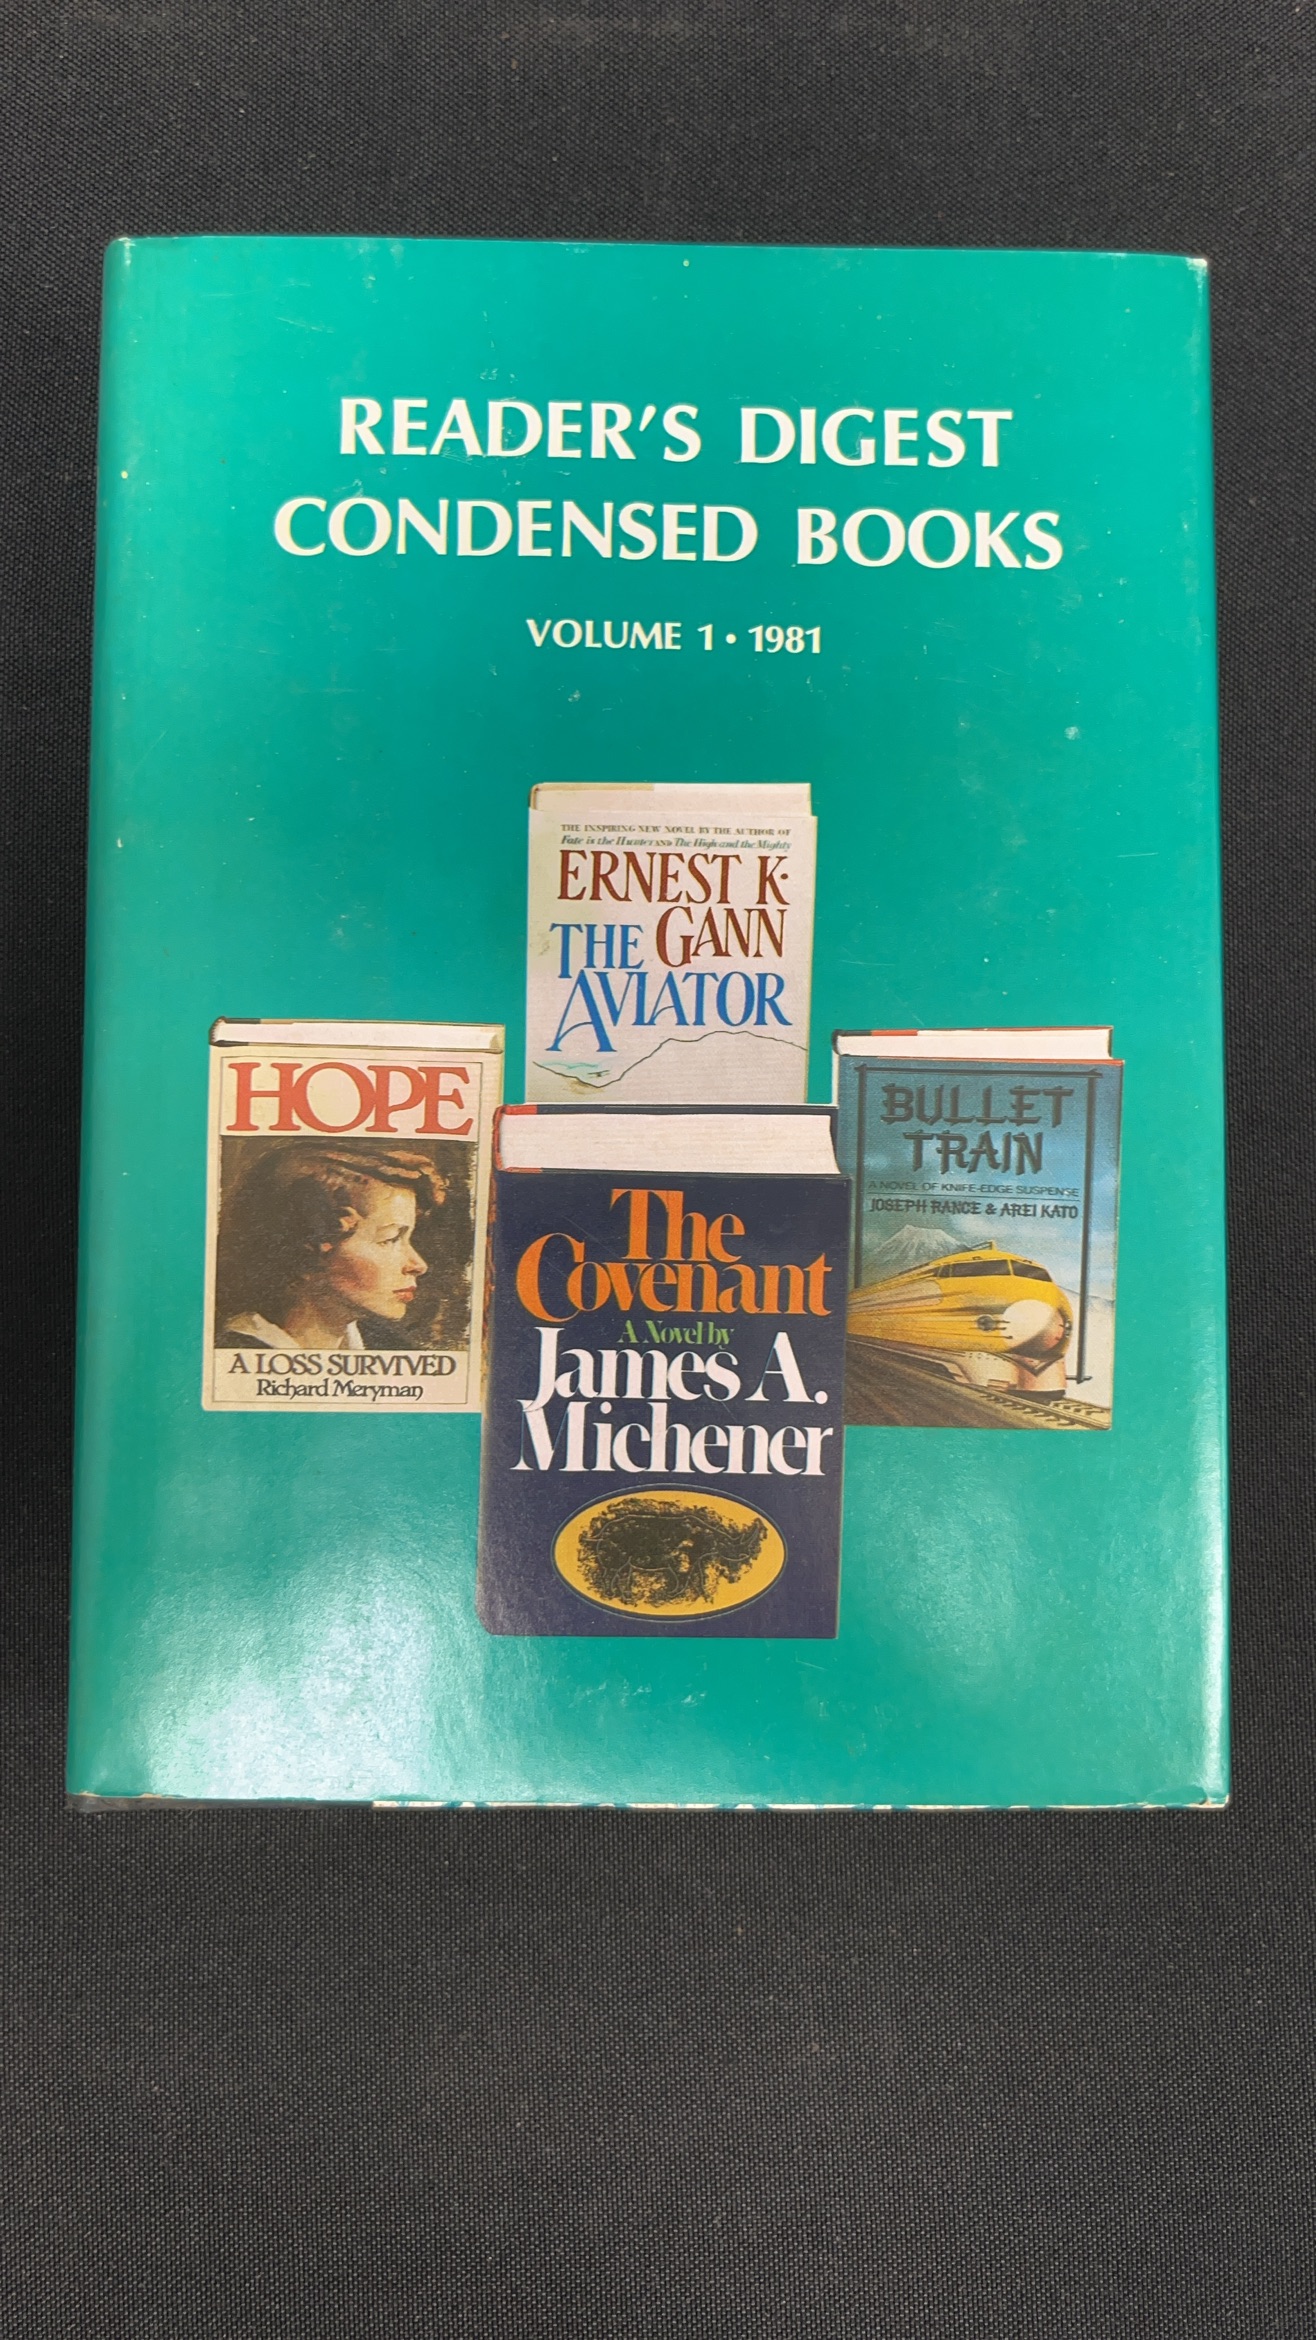 READER'S DIGEST
CONDENSED BOOKS
VOLUME 1 • 1981
THE INSPIRING NEW NOVEL BY THE AUTHOR OF
Fate is the Hunter AND The High and the Mighty
ERNEST K.
GANN
THE
AVIATOR
HOPE
A LOSS SURVIVED
Richard Meryman
The
Covenant
A Novel by
James A.
Michener
BULLET
TRAIN
A NOVEL OF KNIFE-EDGE SUSPENSE
JOSEPH RANCE & AREI KATO